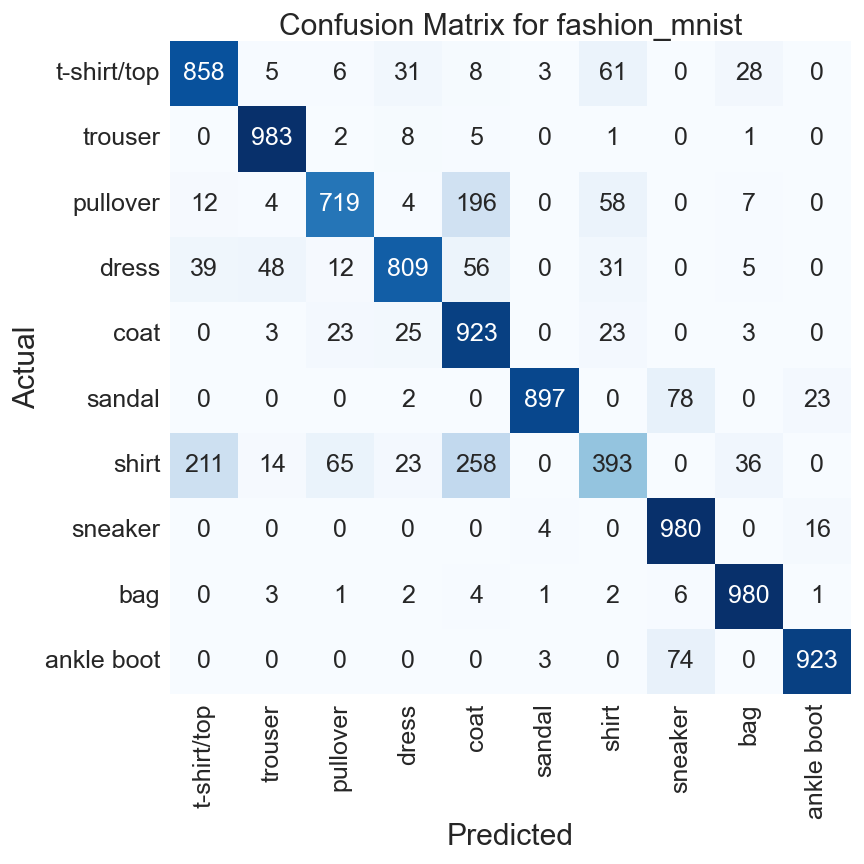 Confusion Matrix for fashion_mnist
t-shirt/top 858 5 6 31 8 3 61 0 28 0
trouser 0 983 2 8 5 0 1 0 1 0
pullover 12 4 719 4 196 0 58 0 7 0
dress 39 48 12 809 56 0 31 0 5 0
coat 0 3 23 25 923 0 23 0 3 0
sandal 0 0 0 2 0 897 0 78 0 23
shirt 211 14 65 23 258 0 393 0 36 0
sneaker 0 0 0 0 0 4 0 980 0 16
bag 0 3 1 2 4 1 2 6 980 1
ankle boot 0 0 0 0 0 3 0 74 0 923
Actual
t-shirt/top trouser pullover dress coat sandal shirt sneaker bag ankle boot
Predicted